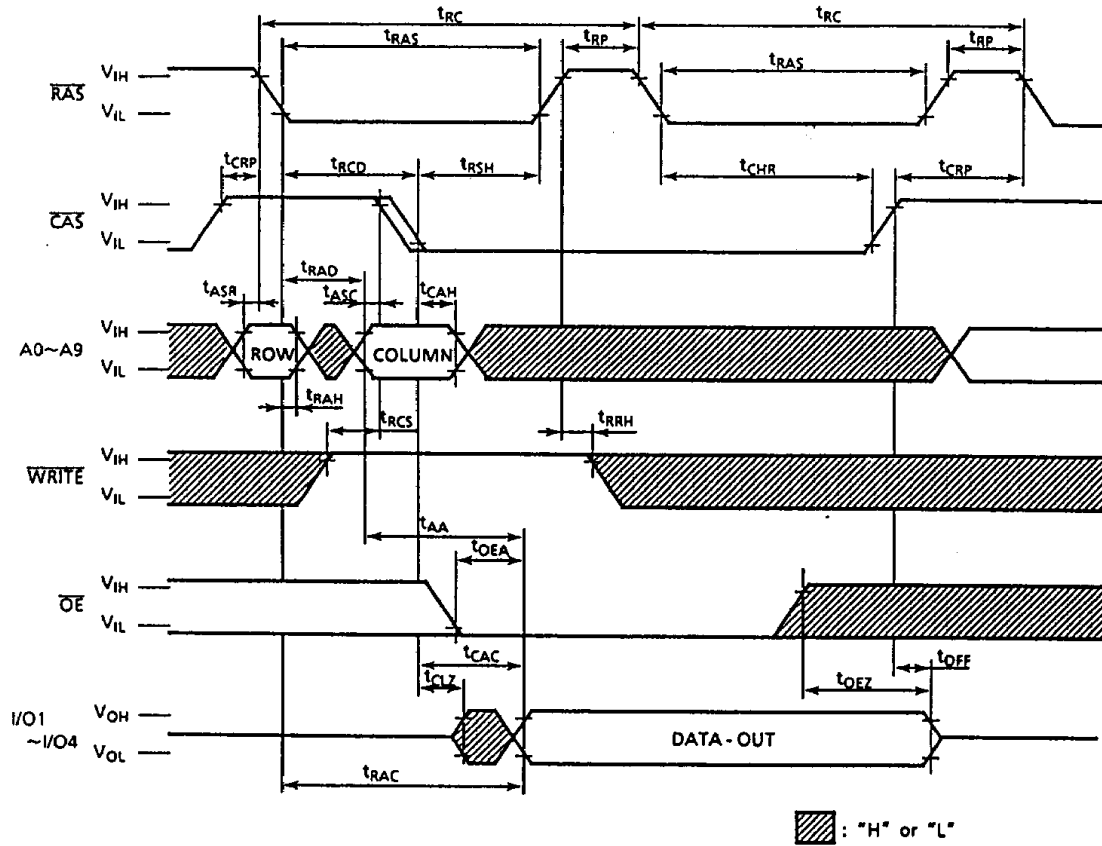 tRC tRC
tRAS tRP tRAS tRP
RAS VIH
VIL
tCRP tRCD tRSH tCHR tCRP
CAS VIH
VIL
tRAD
tASR tASC tCAH
A0~A9 VIH
VIL
ROW COLUMN
tRAH tRCS tRRH
WRITE VIH
VIL
tAA
tOEA
OE VIH
VIL
tCAC tOFF
tCLZ tOEZ
I/O1
~I/O4
VOH
VOL
DATA-OUT
tRAC
: "H" or "L"